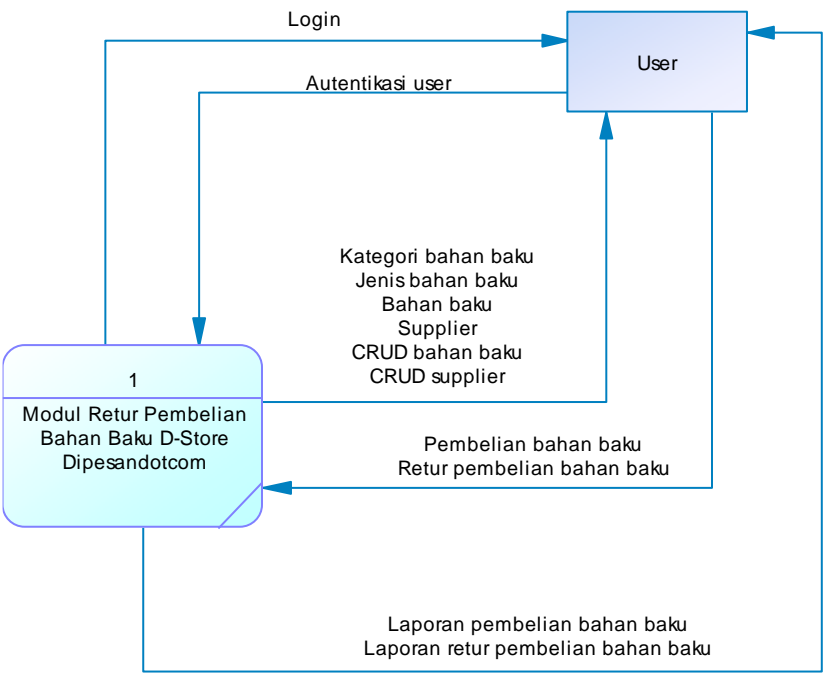 Login
User
Autentikasi user
Kategori bahan baku
Jenis bahan baku
Bahan baku
Supplier
CRUD bahan baku
CRUD supplier
1
Modul Retur Pembelian
Bahan Baku D-Store
Dipesandotcom
Pembelian bahan baku
Retur pembelian bahan baku
Laporan pembelian bahan baku
Laporan retur pembelian bahan baku